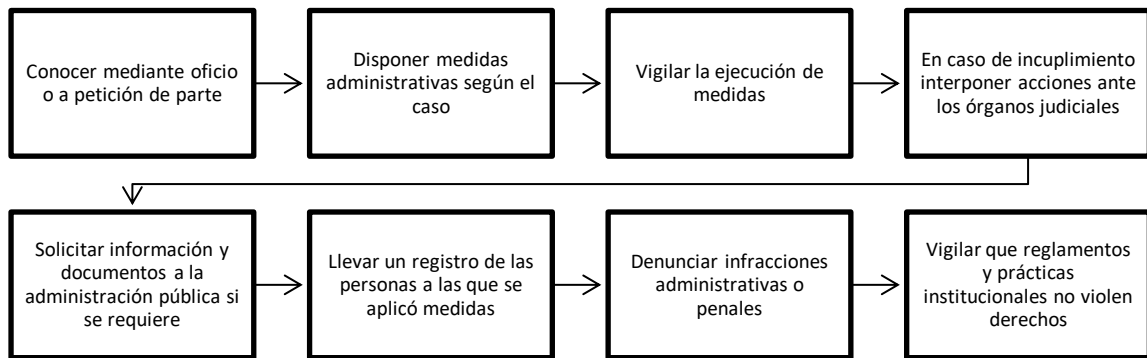 Conocer mediante oficio
o a petición de parte
Disponer medidas
administrativas según el
caso
Vigilar la ejecución de
medidas
En caso de incuplimiento
interponer acciones ante
los órganos judiciales
Solicitar información y
documentos a la
administración pública si
se requiere
Llevar un registro de las
personas a las que se
aplicó medidas
Denunciar infracciones
administrativas o
penales
Vigilar que reglamentos
y prácticas
institucionales no violen
derechos